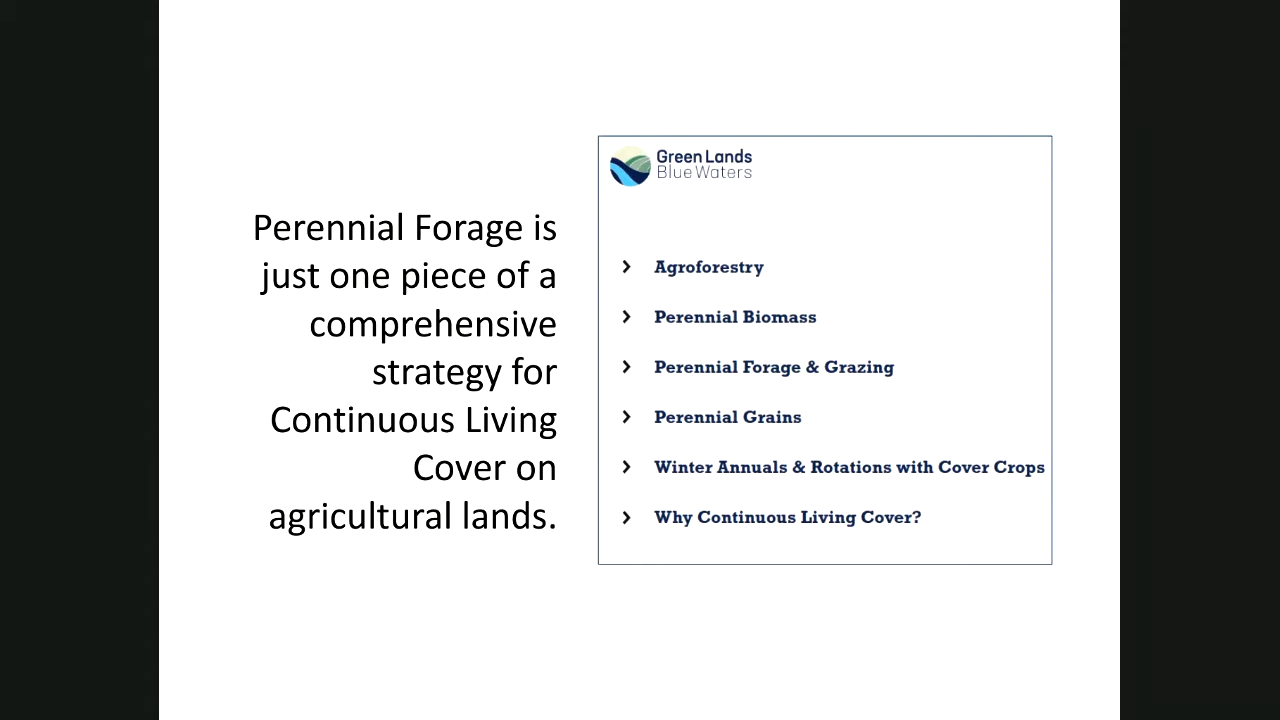 Perennial Forage is
just one piece of a
comprehensive
strategy for
Continuous Living
Cover on
agricultural lands.
Green Lands
Blue Waters
Agroforestry
Perennial Biomass
Perennial Forage & Grazing
Perennial Grains
Winter Annuals & Rotations with Cover Crops
Why Continuous Living Cover?